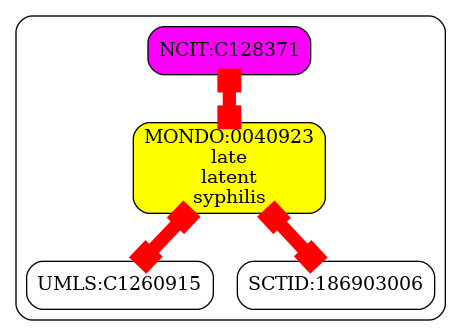 NCIT:C128371
MONDO:0040923
late
latent
syphilis
UMLS:C1260915
SCTID:186903006